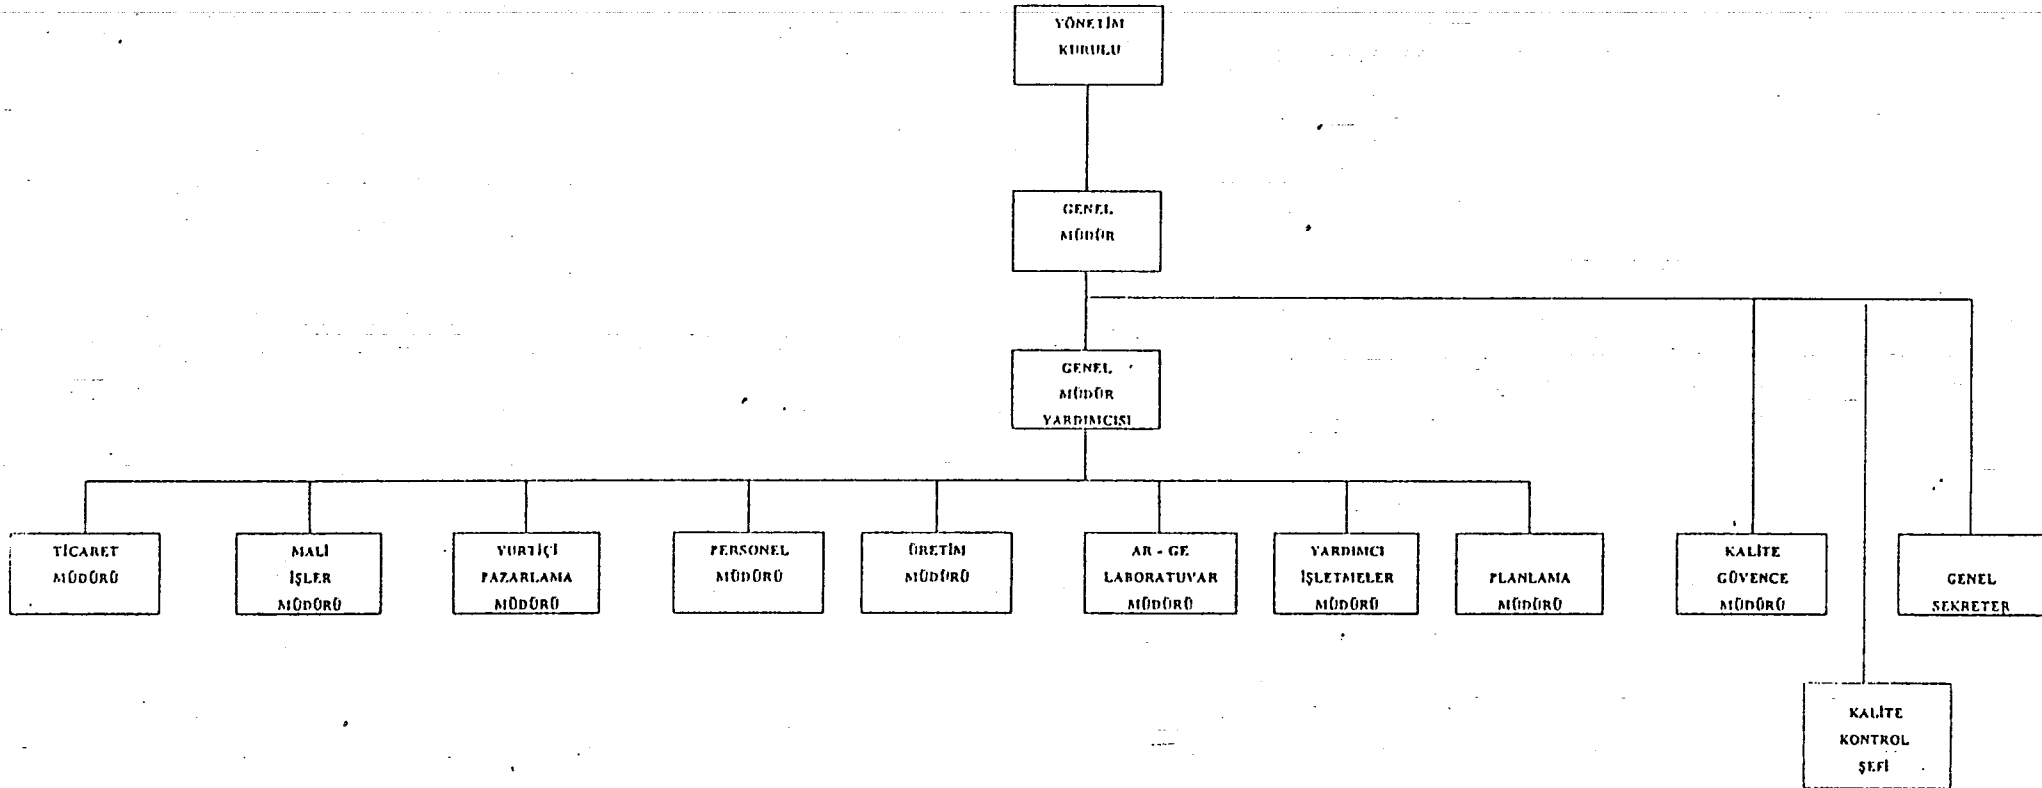 YÖNETİM
KURULU
GENEL
MÜDÜR
GENEL
MÜDÜR
YARDIMCISI
TİCARET
MÜDÜRÜ
MALİ
İŞLER
MÜDÜRÜ
YURTİÇİ
PAZARLAMA
MÜDÜRÜ
PERSONEL
MÜDÜRÜ
ÜRETİM
MÜDÜRÜ
AR - GE
LABORATUVAR
MÜDÜRÜ
YARDIMCI
İŞLETMELER
MÜDÜRÜ
PLANLAMA
MÜDÜRÜ
KALİTE
GÜVENCE
MÜDÜRÜ
GENEL
SEKRETER
KALİTE
KONTROL
ŞEFİ